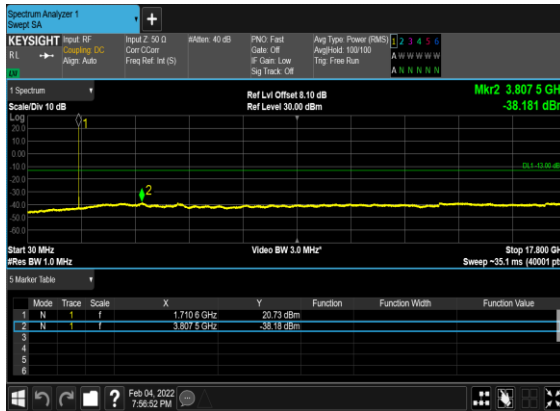 Spectrum Analyzer 1
Swept SA
KEYSIGHT Input: RF Input Z: 50 Ω #Atten: 40 dB PNO: Fast Avg Type: Power (RMS) 1 2 3 4 5 6
RL Coupling: DC Corr CCorr Gate: Off Avg|Hold: 100/100 A W W W W W
Align: Auto Freq Ref: Int (S) IF Gain: Low Trig: Free Run
Sig Track: Off A N N N N N
1 Spectrum
Ref Lvl Offset 8.10 dB Mkr2 3.807 5 GH
Scale/Div 10 dB Ref Level 30.00 dBm -38.181 dB
Log
1
20.0
10.0
0.00
-10.0
DL1 -13.00 dB
-20.0
-30.0
2
-40.0
-50.0
-60.0
Start 30 MHz Video BW 3.0 MHz* Stop 17.800 GH
#Res BW 1.0 MHz Sweep ~35.1 ms (40001 pt
5 Marker Table
Mode Trace Scale X Y Function Function Width Function Value
1 N 1 f 1.710 6 GHz 20.73 dBm
2 N 1 f 3.807 5 GHz -38.18 dBm
3
4
5
6
? Feb 04, 2022
7:56:52 PM